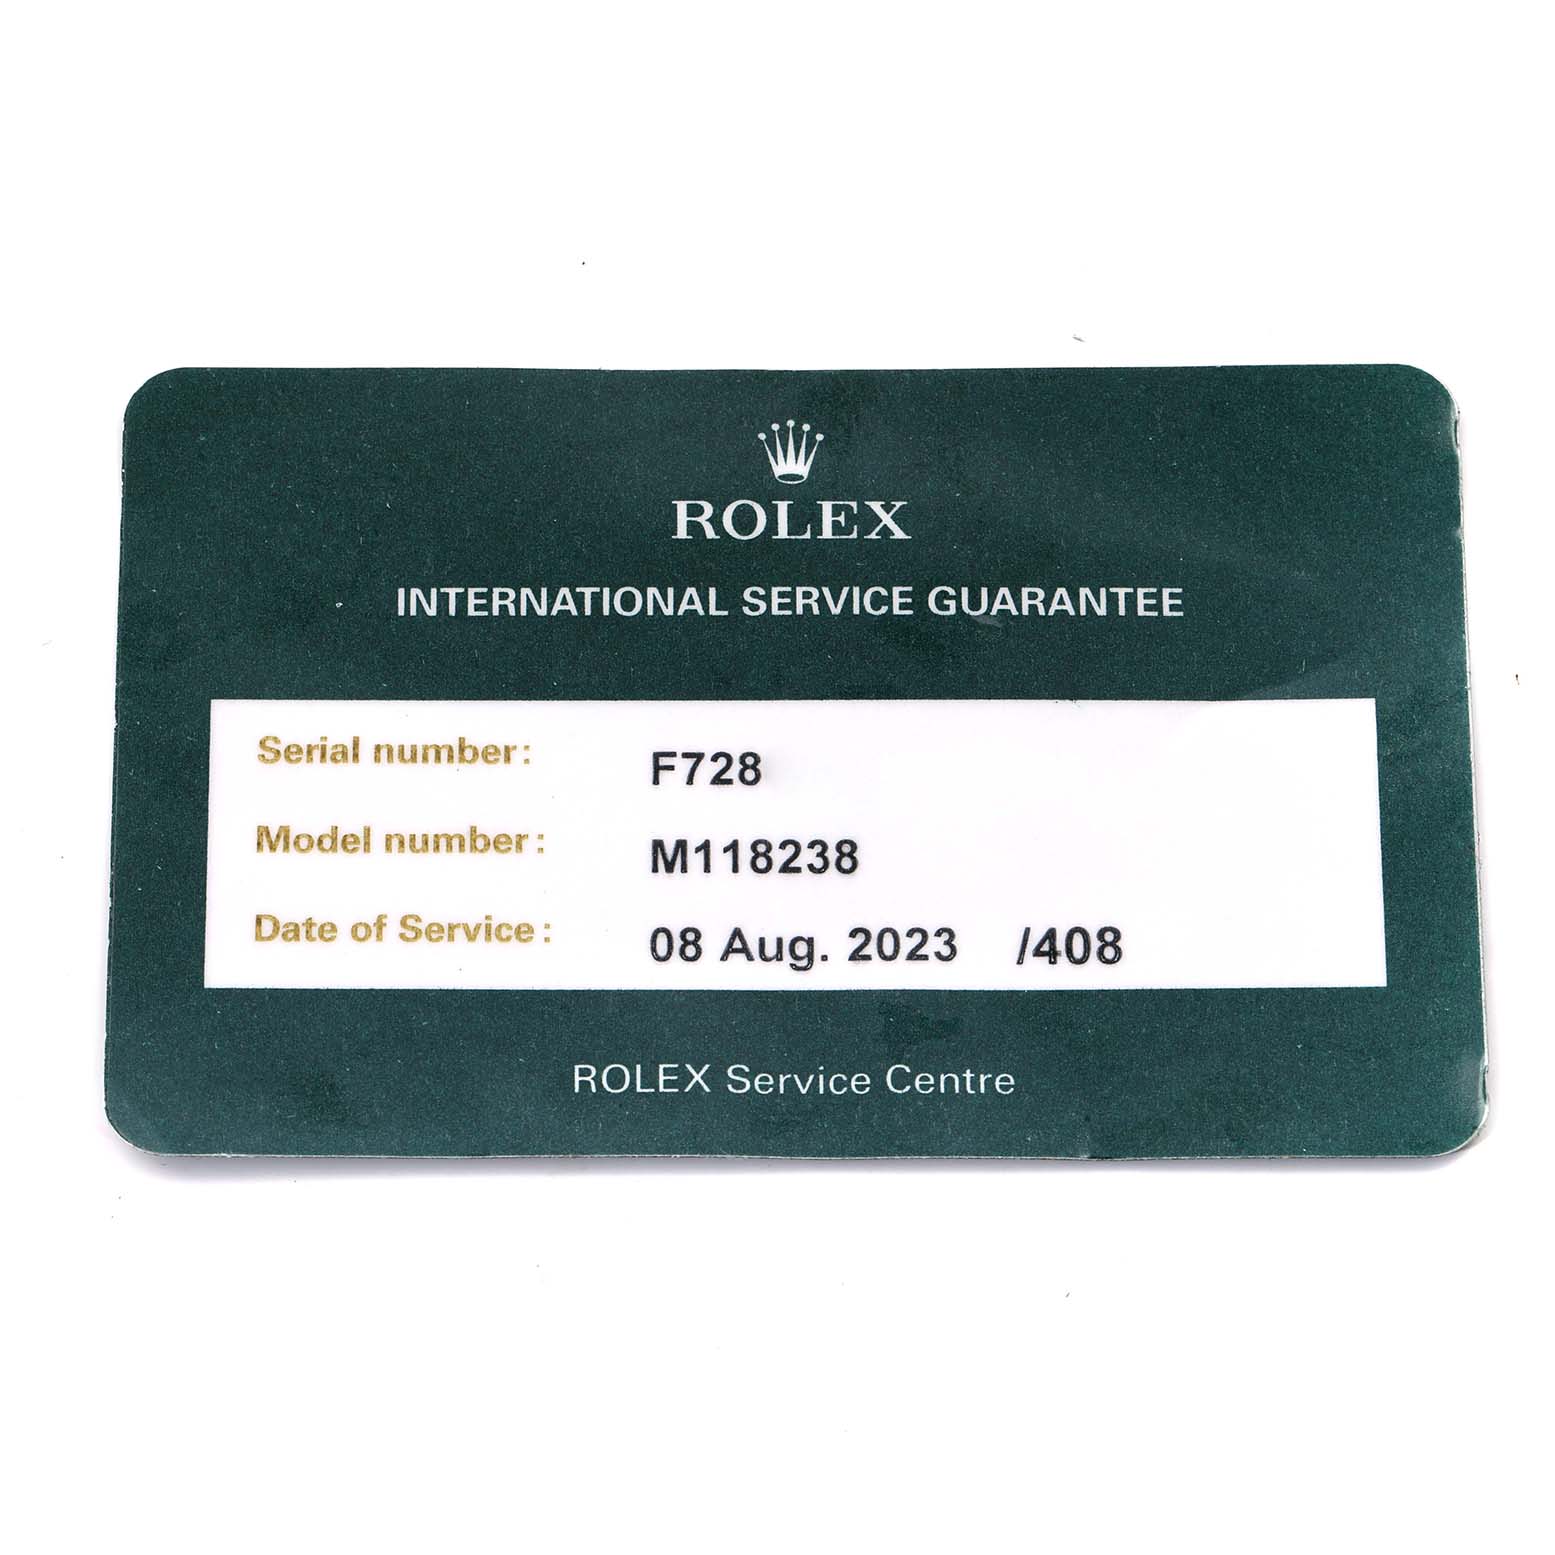 ROLEX
INTERNATIONAL SERVICE GUARANTEE
Serial number: F728
Model number: M118238
Date of Service: 08 Aug. 2023 /408
ROLEX Service Centre